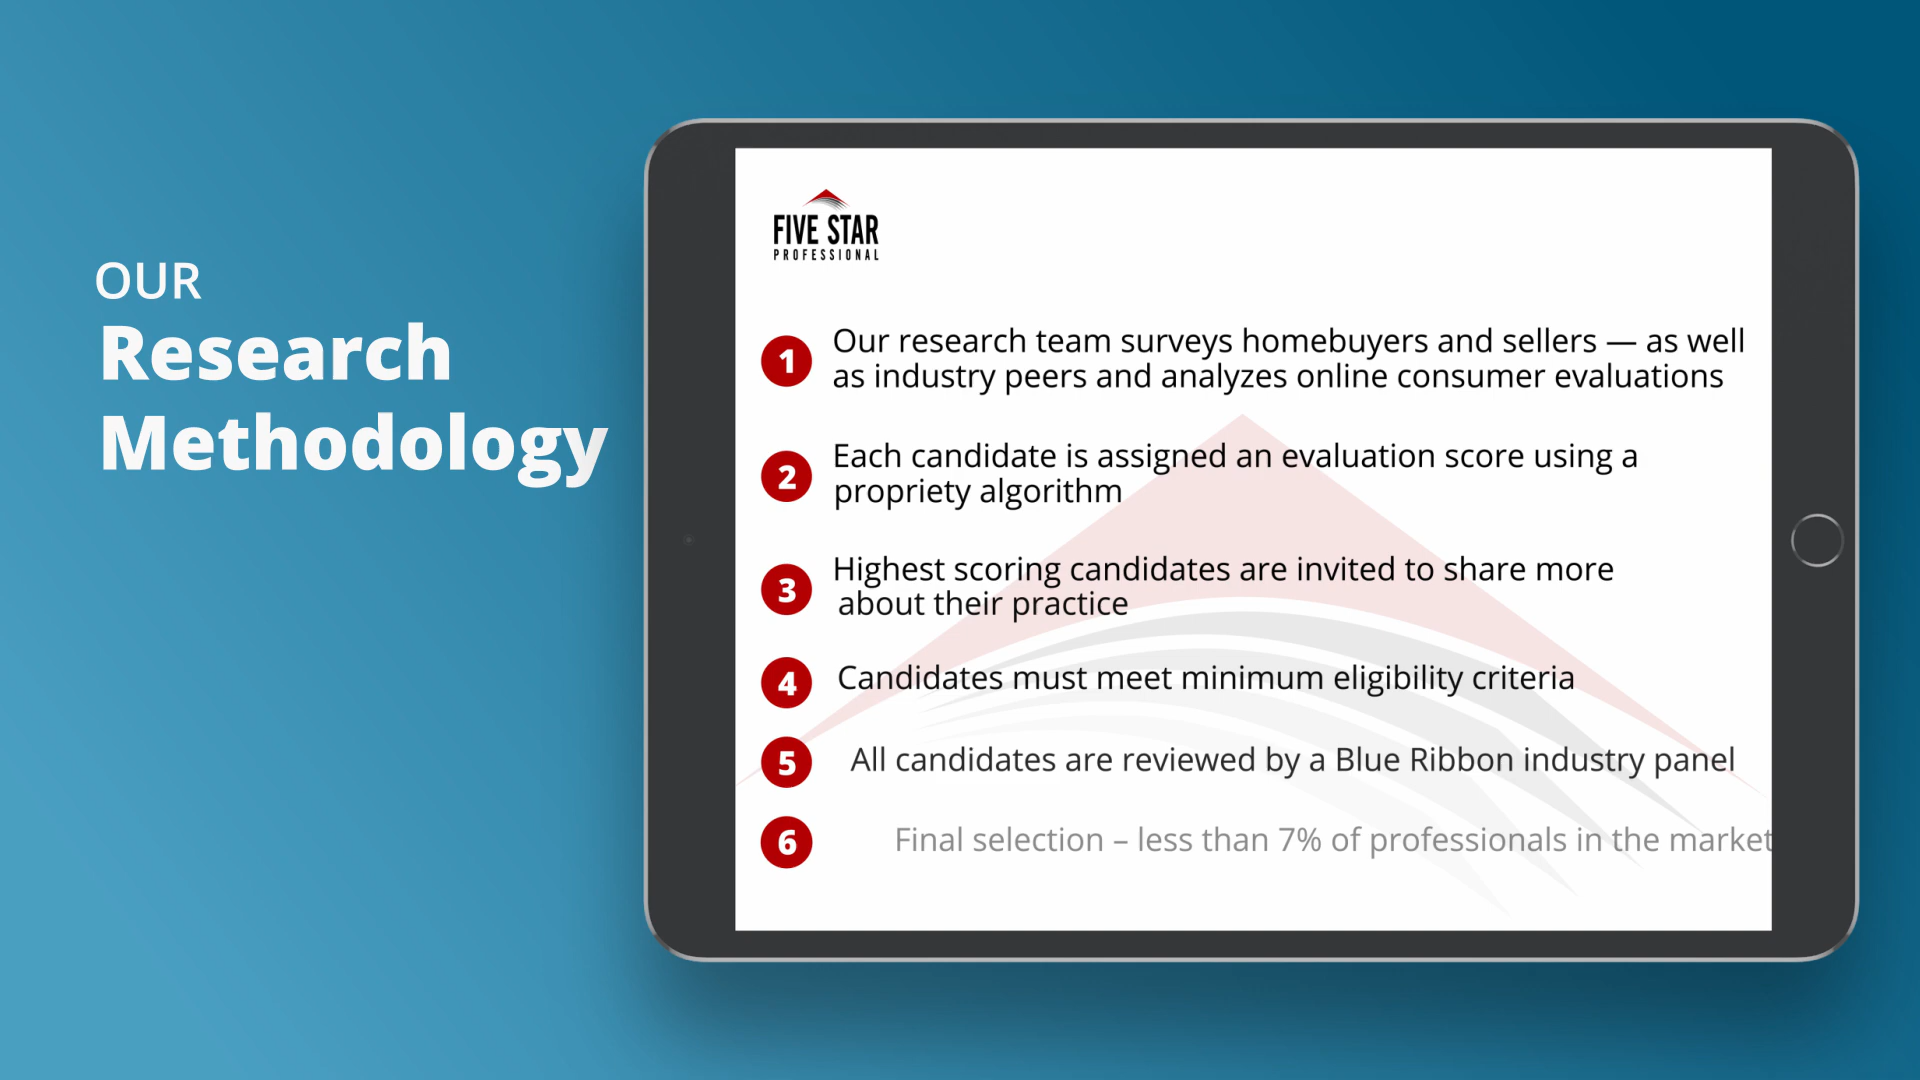 OUR
Research
Methodology
FIVE STAR
PROFESSIONAL
1 Our research team surveys homebuyers and sellers — as well
as industry peers and analyzes online consumer evaluations
2 Each candidate is assigned an evaluation score using a
propriety algorithm
3 Highest scoring candidates are invited to share more
about their practice
4 Candidates must meet minimum eligibility criteria
5 All candidates are reviewed by a Blue Ribbon industry panel
6 Final selection – less than 7% of professionals in the market